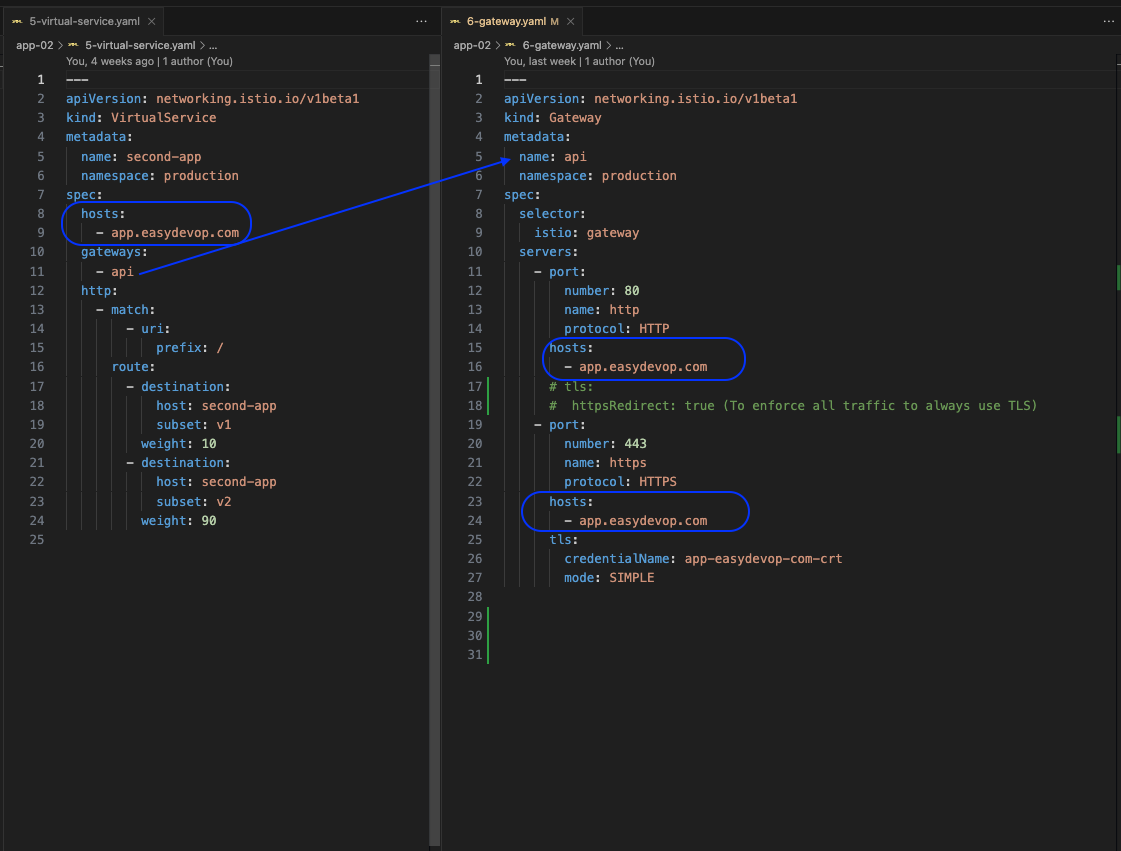 5-virtual-service.yaml
app-02 > 5-virtual-service.yaml > ...
You, 4 weeks ago | 1 author (You)
1 ---
2 apiVersion: networking.istio.io/v1beta1
3 kind: VirtualService
4 metadata:
5   name: second-app
6   namespace: production
7 spec:
8   hosts:
9     - app.easydevop.com
10   gateways:
11     - api
12   http:
13     - match:
14         - uri:
15             prefix: /
16       route:
17         - destination:
18             host: second-app
19             subset: v1
20           weight: 10
21         - destination:
22             host: second-app
23             subset: v2
24           weight: 90
25
6-gateway.yaml M
app-02 > 6-gateway.yaml > ...
You, last week | 1 author (You)
1 ---
2 apiVersion: networking.istio.io/v1beta1
3 kind: Gateway
4 metadata:
5   name: api
6   namespace: production
7 spec:
8   selector:
9     istio: gateway
10   servers:
11     - port:
12         number: 80
13         name: http
14         protocol: HTTP
15       hosts:
16         - app.easydevop.com
17       # tls:
18       #  httpsRedirect: true (To enforce all traffic to always use TLS)
19     - port:
20         number: 443
21         name: https
22         protocol: HTTPS
23       hosts:
24         - app.easydevop.com
25       tls:
26         credentialName: app-easydevop-com-crt
27         mode: SIMPLE
28
29
30
31